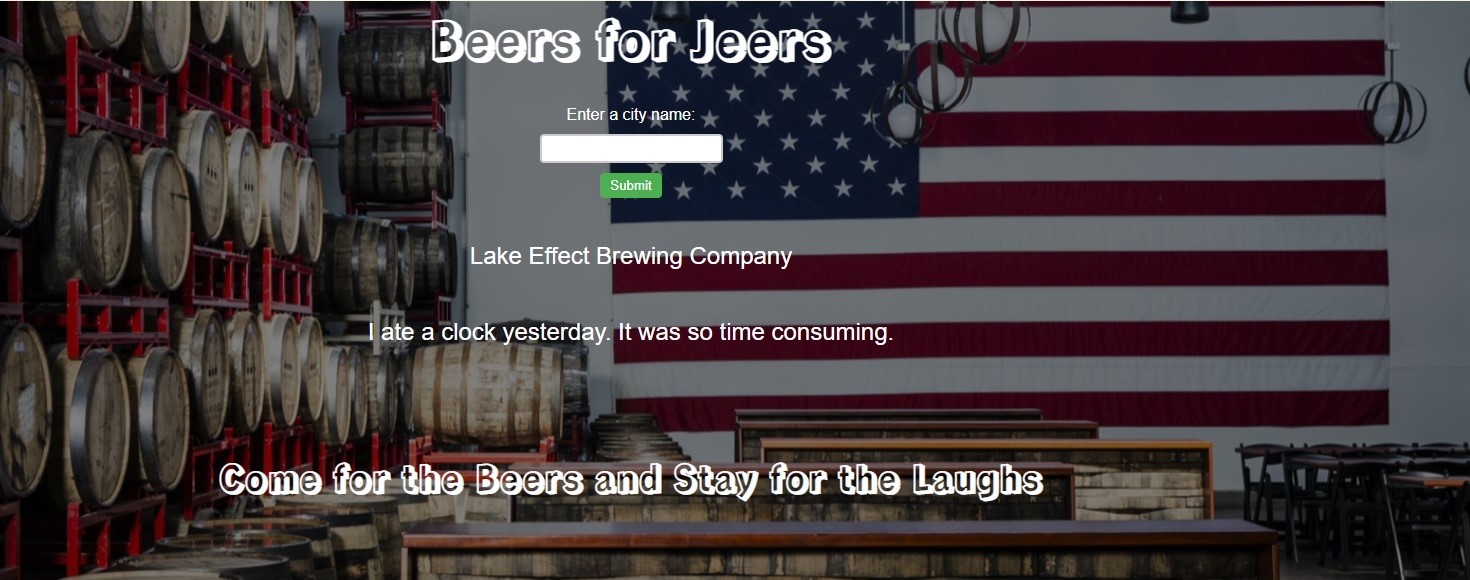 Beers for Jeers
Enter a city name:
Submit
Lake Effect Brewing Company
I ate a clock yesterday. It was so time consuming.
Come for the Beers and Stay for the Laughs